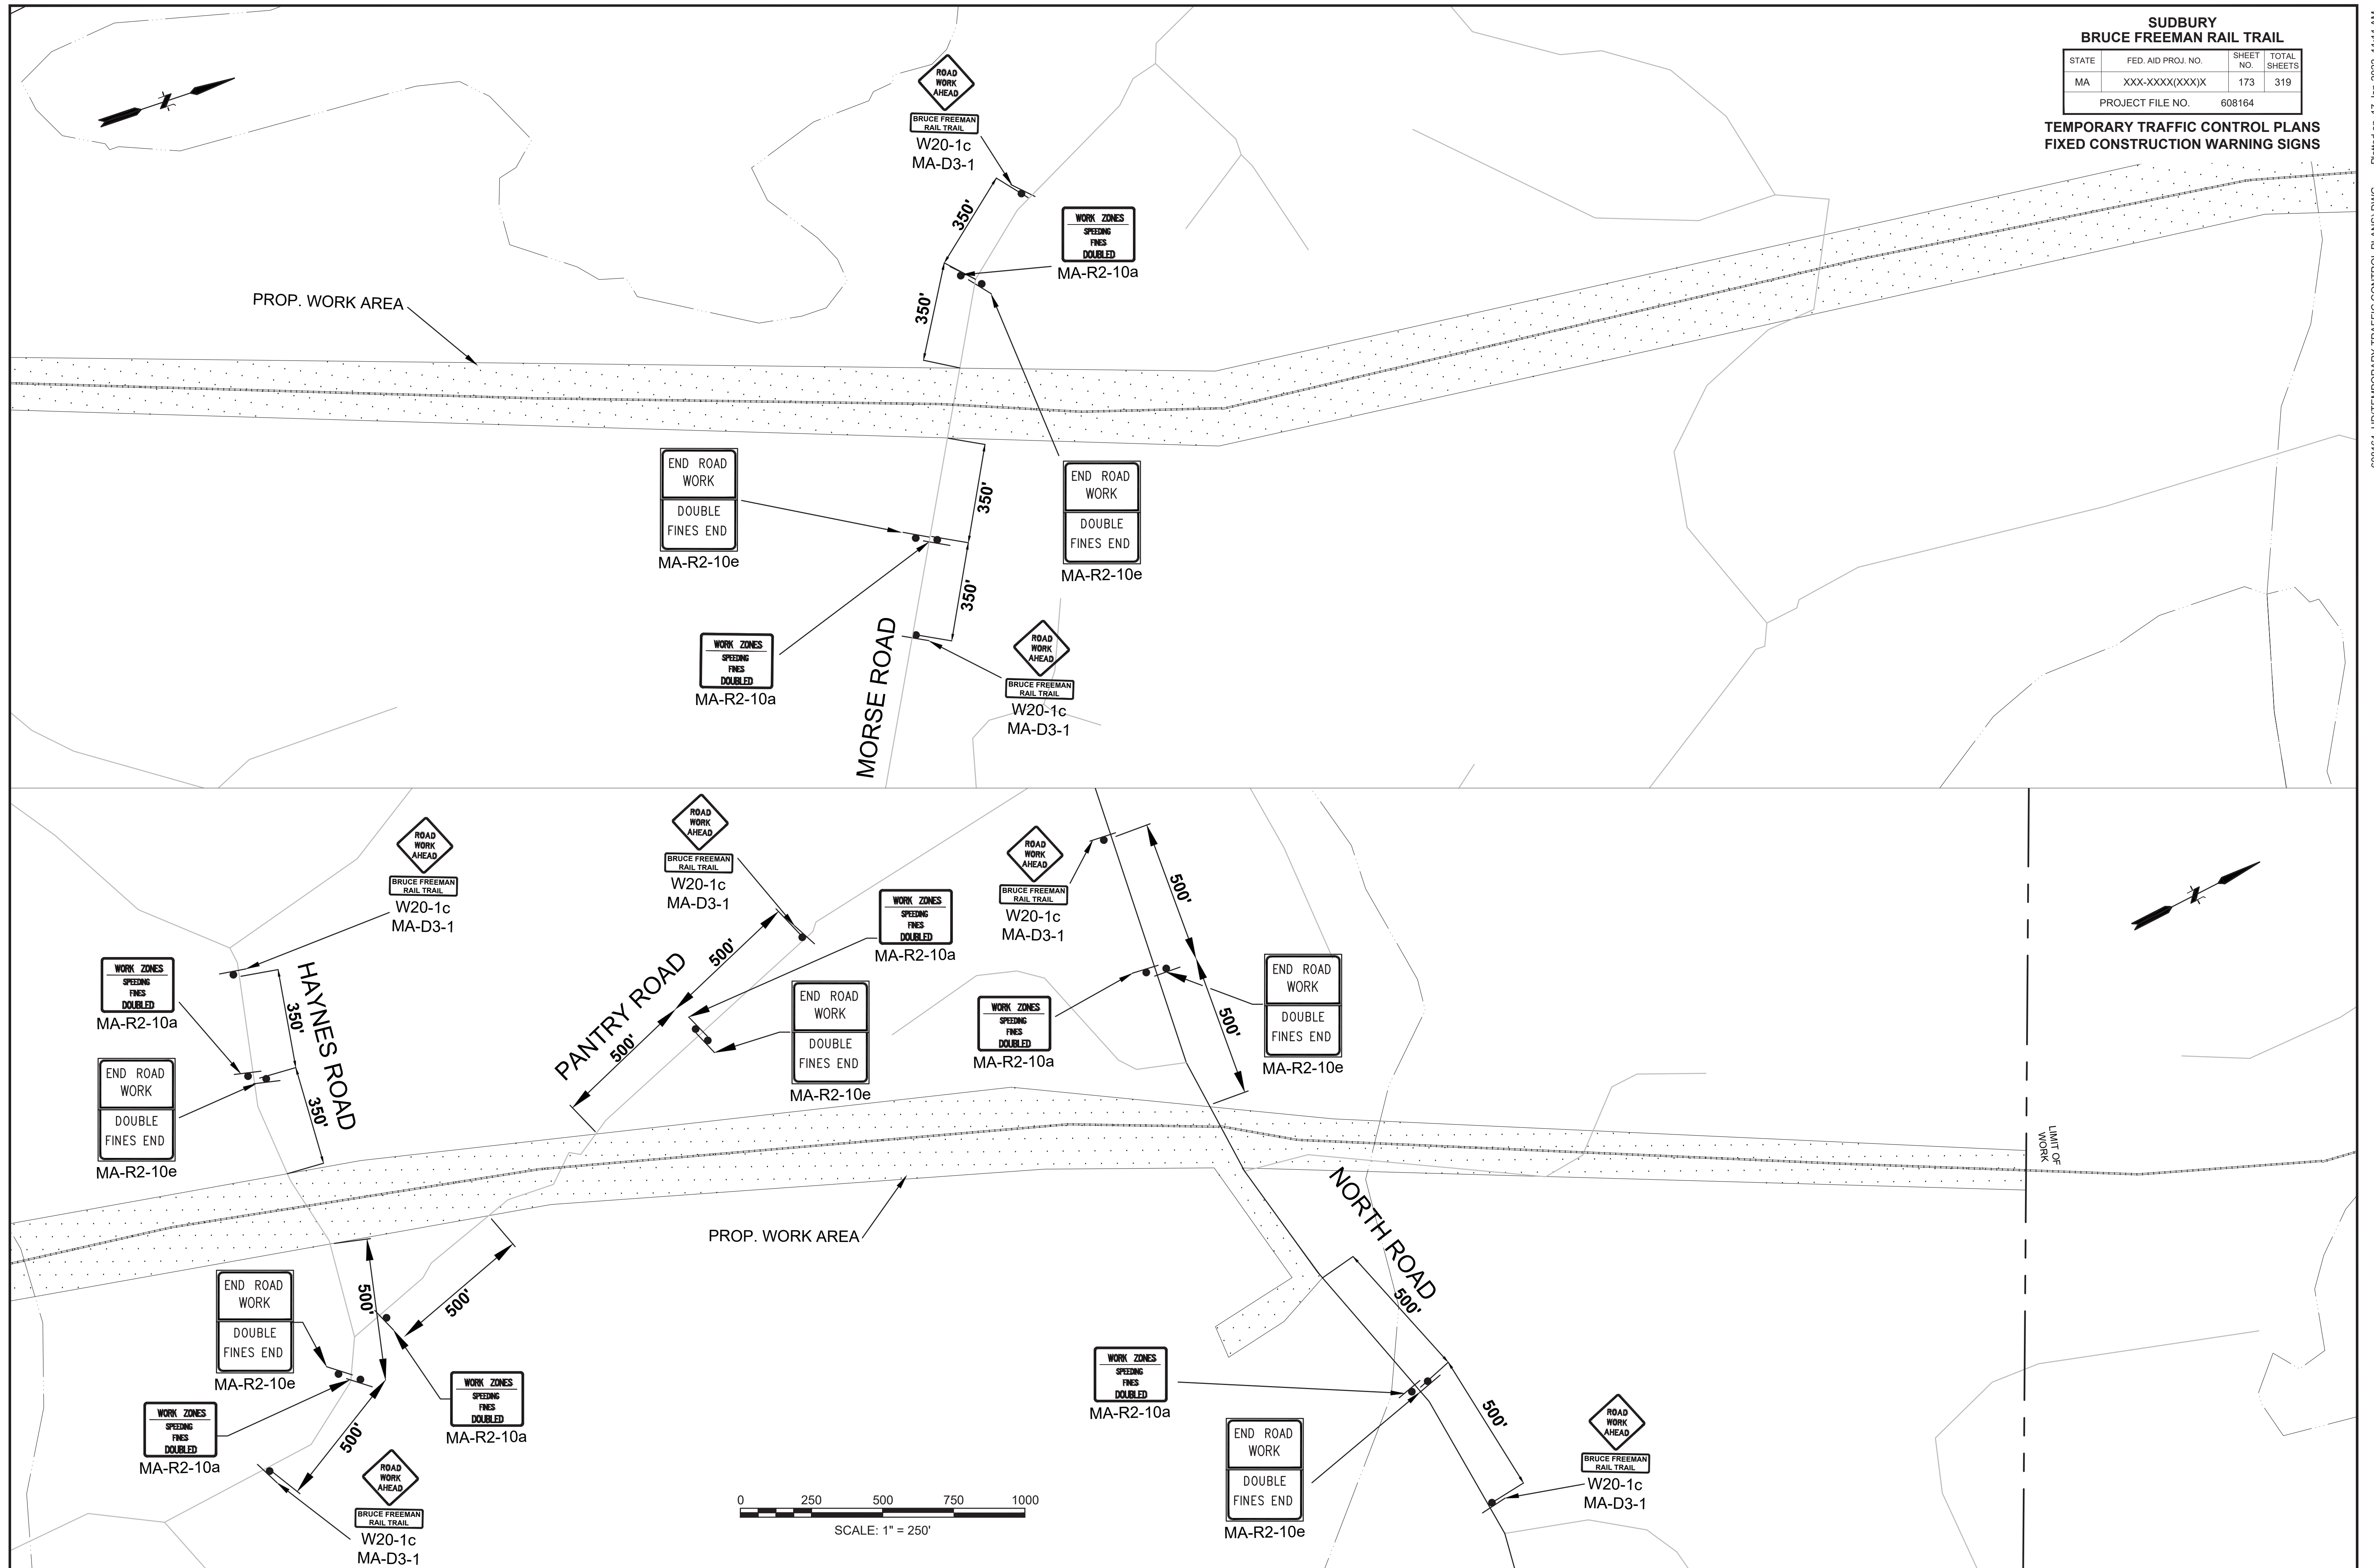 SUDBURY
BRUCE FREEMAN RAIL TRAIL
STATE FED. AID PROJ. NO. SHEET NO. TOTAL SHEETS
MA XXX-XXXX(XXX)X 173 319
PROJECT FILE NO. 608164
TEMPORARY TRAFFIC CONTROL PLANS
FIXED CONSTRUCTION WARNING SIGNS
ROAD
WORK
AHEAD
BRUCE FREEMAN
RAIL TRAIL
W20-1c
MA-D3-1
350'
WORK ZONES
SPEEDING
FINES
DOUBLED
MA-R2-10a
350'
PROP. WORK AREA
END ROAD
WORK
DOUBLE
FINES END
MA-R2-10e
350'
END ROAD
WORK
DOUBLE
FINES END
MA-R2-10e
350'
WORK ZONES
SPEEDING
FINES
DOUBLED
MA-R2-10a
MORSE ROAD
ROAD
WORK
AHEAD
BRUCE FREEMAN
RAIL TRAIL
W20-1c
MA-D3-1
ROAD
WORK
AHEAD
BRUCE FREEMAN
RAIL TRAIL
W20-1c
MA-D3-1
WORK ZONES
SPEEDING
FINES
DOUBLED
MA-R2-10a
350'
HAYNES ROAD
END ROAD
WORK
DOUBLE
FINES END
MA-R2-10e
350'
ROAD
WORK
AHEAD
BRUCE FREEMAN
RAIL TRAIL
W20-1c
MA-D3-1
500'
WORK ZONES
SPEEDING
FINES
DOUBLED
MA-R2-10a
PANTRY ROAD
500'
END ROAD
WORK
DOUBLE
FINES END
MA-R2-10e
ROAD
WORK
AHEAD
BRUCE FREEMAN
RAIL TRAIL
W20-1c
MA-D3-1
500'
WORK ZONES
SPEEDING
FINES
DOUBLED
MA-R2-10a
500'
END ROAD
WORK
DOUBLE
FINES END
MA-R2-10e
LIMIT OF
WORK
PROP. WORK AREA
NORTH ROAD
500'
500'
500'
END ROAD
WORK
DOUBLE
FINES END
MA-R2-10e
WORK ZONES
SPEEDING
FINES
DOUBLED
MA-R2-10a
WORK ZONES
SPEEDING
FINES
DOUBLED
MA-R2-10a
500'
ROAD
WORK
AHEAD
BRUCE FREEMAN
RAIL TRAIL
W20-1c
MA-D3-1
WORK ZONES
SPEEDING
FINES
DOUBLED
MA-R2-10a
END ROAD
WORK
DOUBLE
FINES END
MA-R2-10e
500'
ROAD
WORK
AHEAD
BRUCE FREEMAN
RAIL TRAIL
W20-1c
MA-D3-1
0 250 500 750 1000
SCALE: 1" = 250'